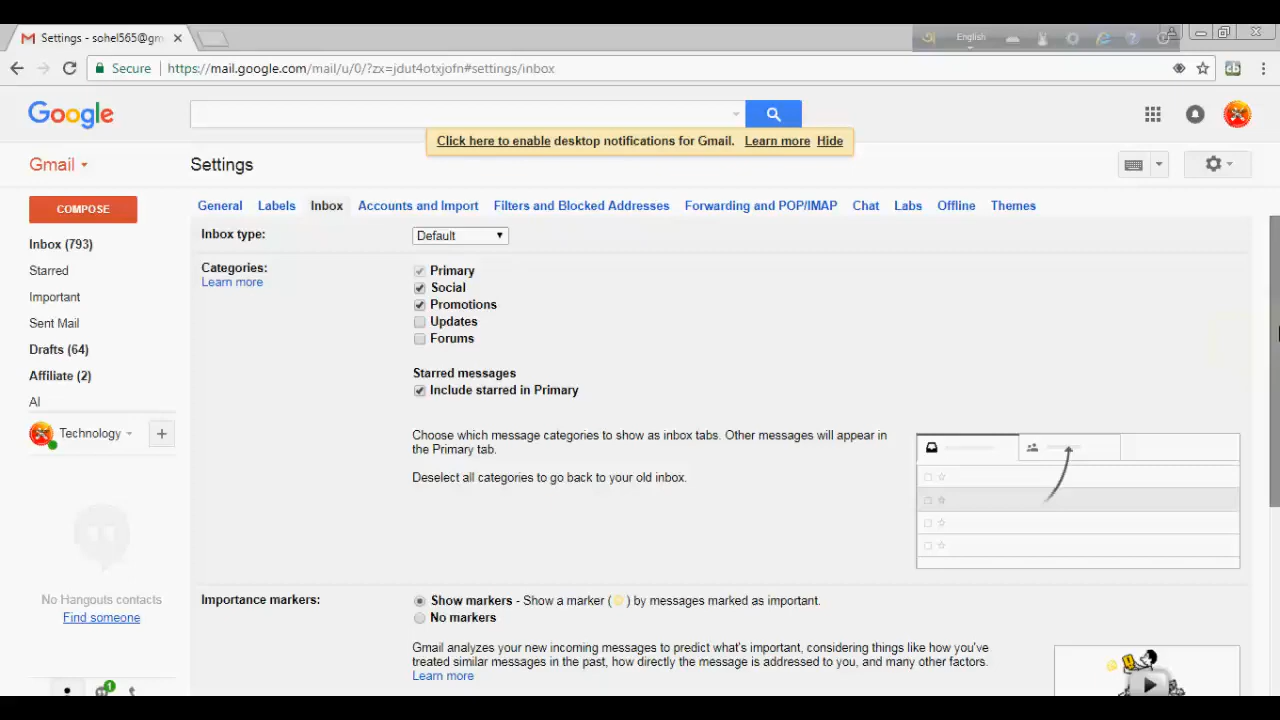 Settings - sohel565@gm
English
Secure https://mail.google.com/mail/u/0/?zx=jdut4otxjofn#settings/inbox
Google
Click here to enable desktop notifications for Gmail. Learn more Hide
Gmail
Settings
COMPOSE
General Labels Inbox Accounts and Import Filters and Blocked Addresses Forwarding and POP/IMAP Chat Labs Offline Themes
Inbox (793)
Starred
Important
Sent Mail
Drafts (64)
Affiliate (2)
AI
Technology
No Hangouts contacts
Find someone
1
Inbox type:
Default
Categories:
Learn more
Primary
Social
Promotions
Updates
Forums
Starred messages
Include starred in Primary
Choose which message categories to show as inbox tabs. Other messages will appear in
the Primary tab.
Deselect all categories to go back to your old inbox.
Importance markers:
Show markers - Show a marker ( ) by messages marked as important.
No markers
Gmail analyzes your new incoming messages to predict what's important, considering things like how you've
treated similar messages in the past, how directly the message is addressed to you, and many other factors.
Learn more